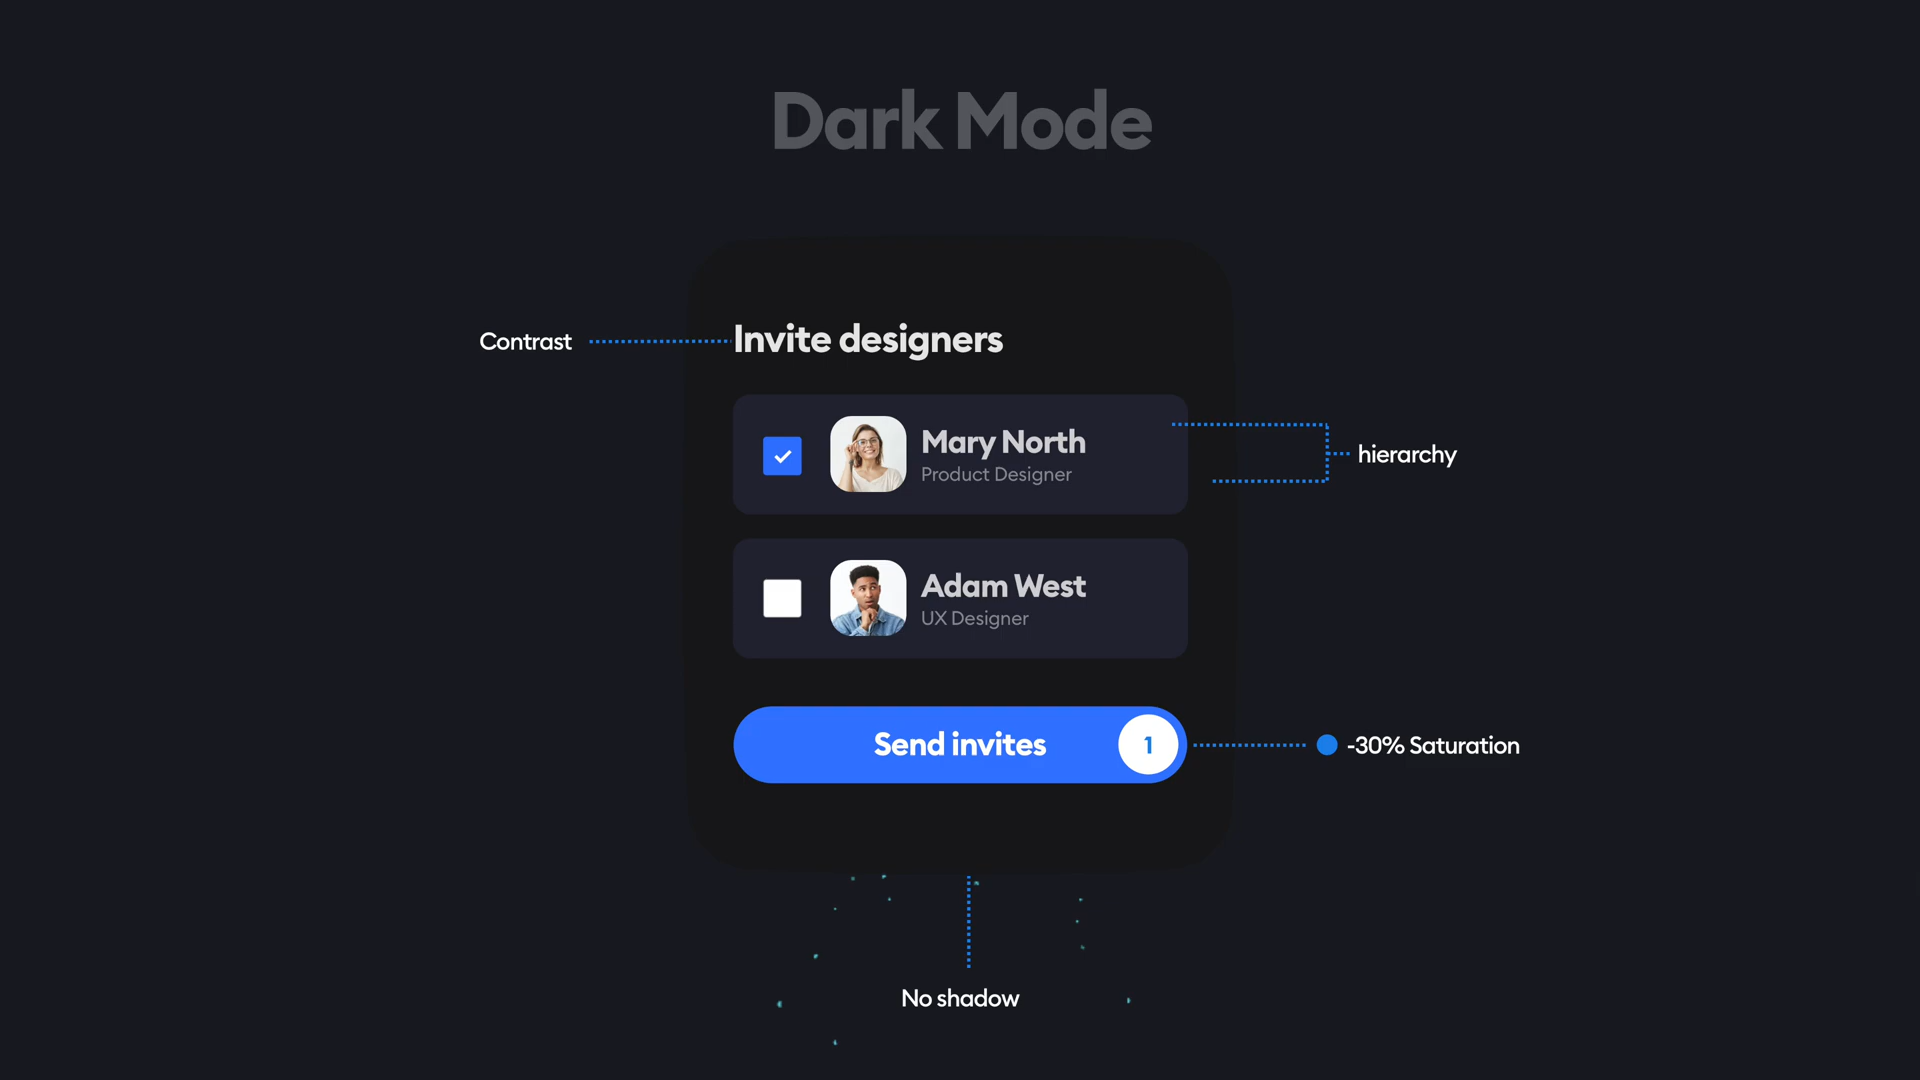 Dark Mode
Contrast
Invite designers
Mary North
Product Designer
hierarchy
Adam West
UX Designer
Send invites
1
-30% Saturation
No shadow